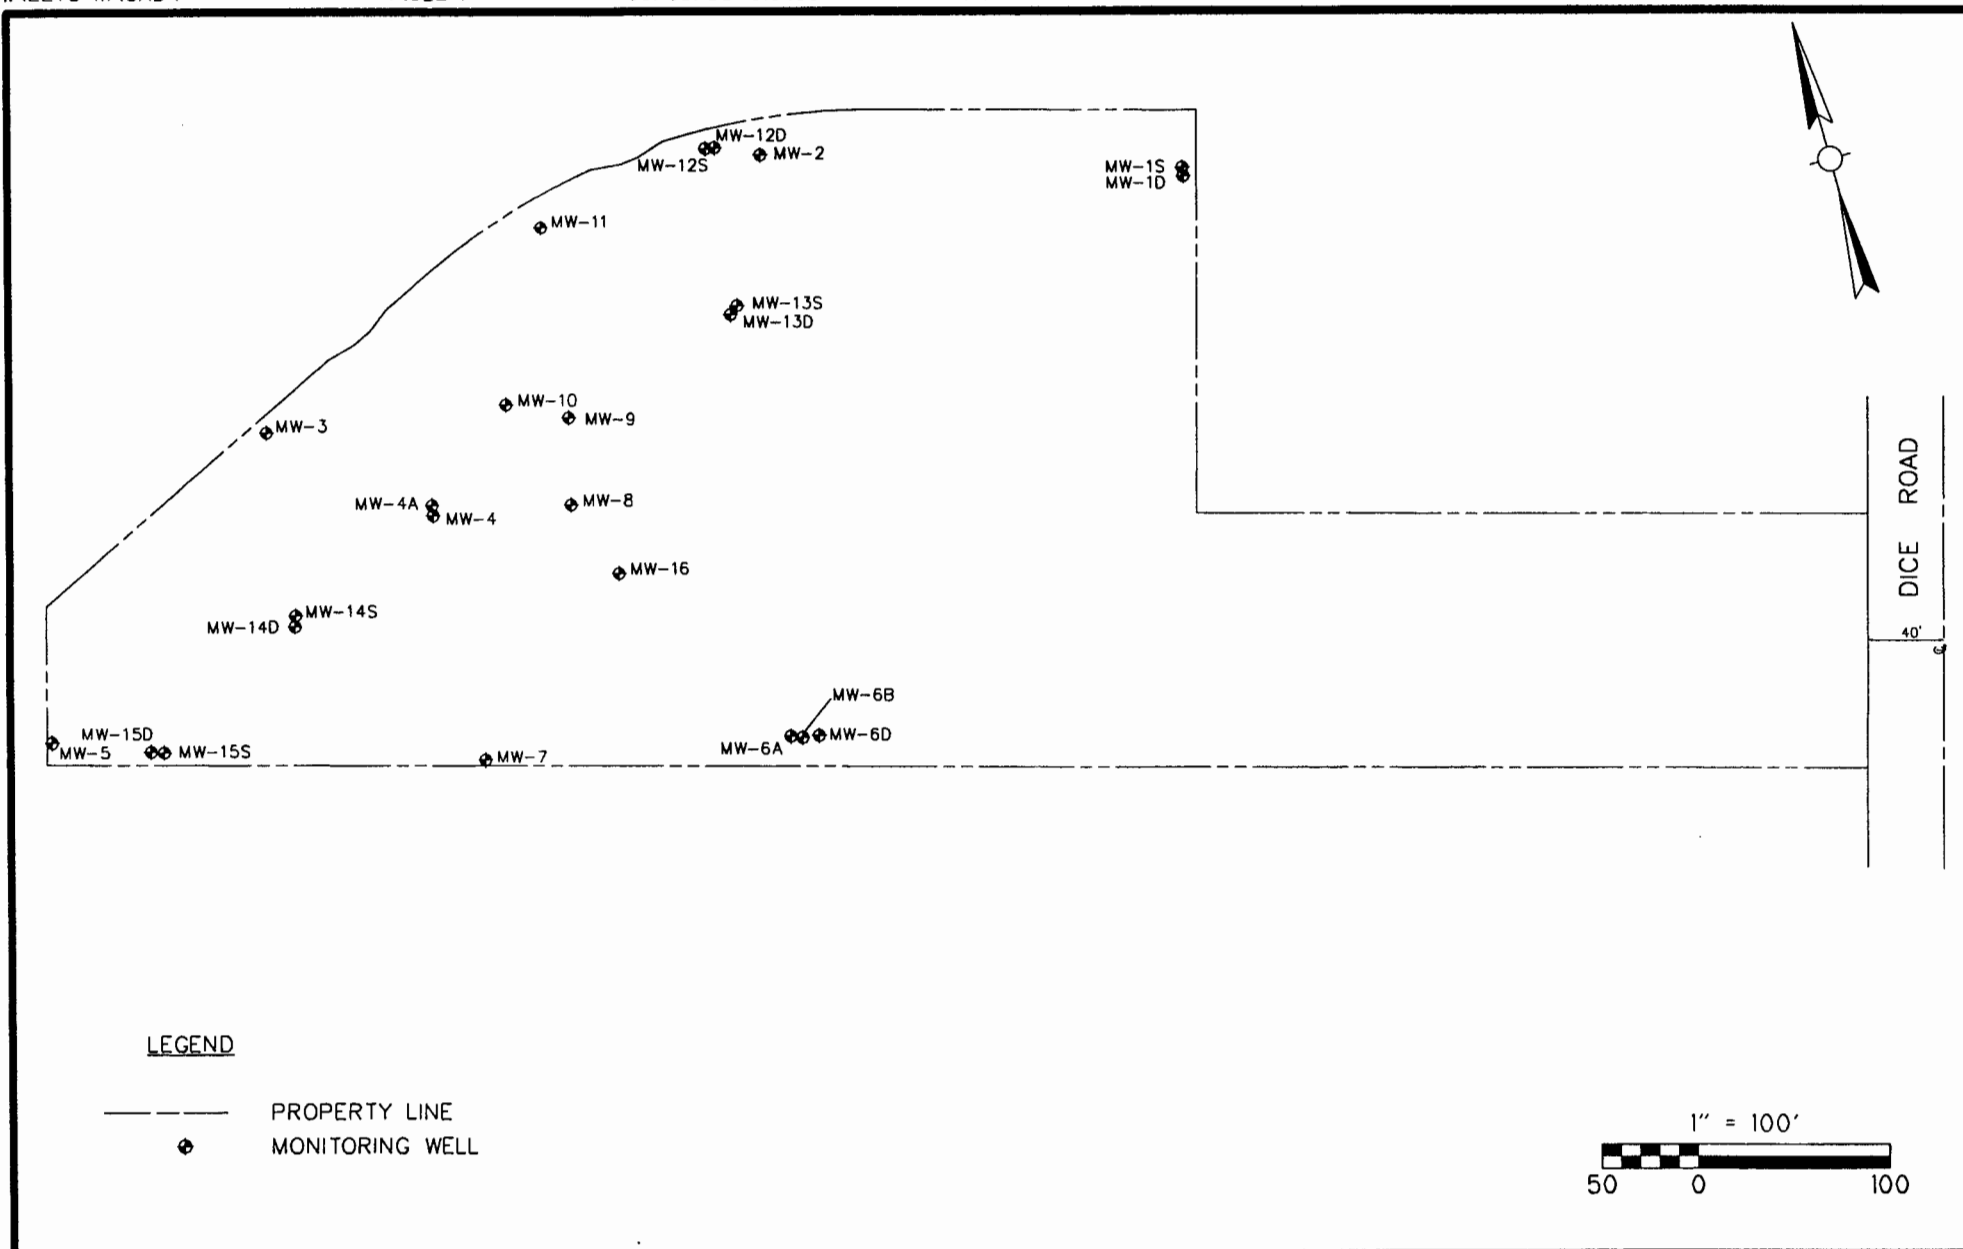 MW-12D
MW-12S
MW-2
MW-1S
MW-1D
MW-11
MW-13S
MW-13D
MW-10
MW-9
MW-3
MW-4A
MW-4
MW-8
MW-16
MW-14S
MW-14D
DICE ROAD
40'
MW-6B
MW-15D
MW-5
MW-15S
MW-7
MW-6A
MW-6D
LEGEND
PROPERTY LINE
MONITORING WELL
1" = 100'
50 0 100